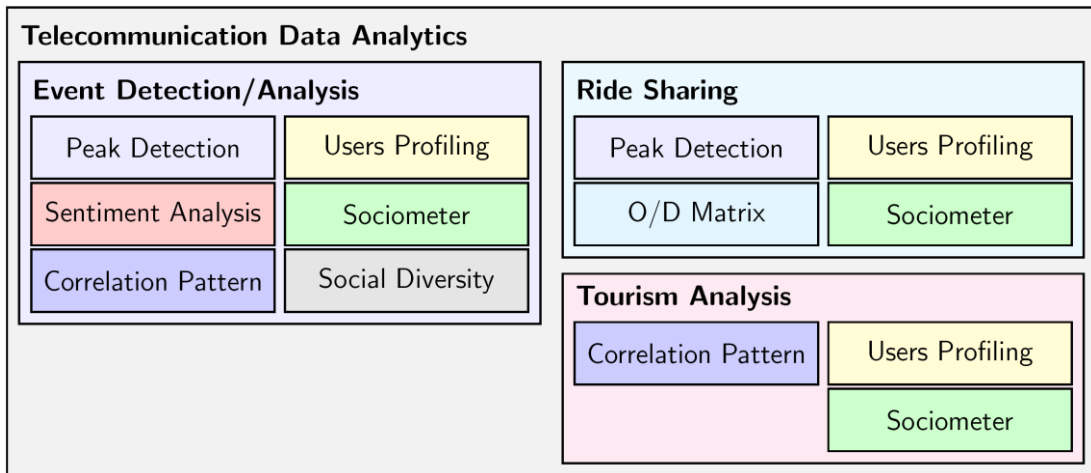 Telecommunication Data Analytics
Event Detection/Analysis
Peak Detection
Users Profiling
Sentiment Analysis
Sociometer
Correlation Pattern
Social Diversity
Ride Sharing
Peak Detection
Users Profiling
O/D Matrix
Sociometer
Tourism Analysis
Correlation Pattern
Users Profiling
Sociometer